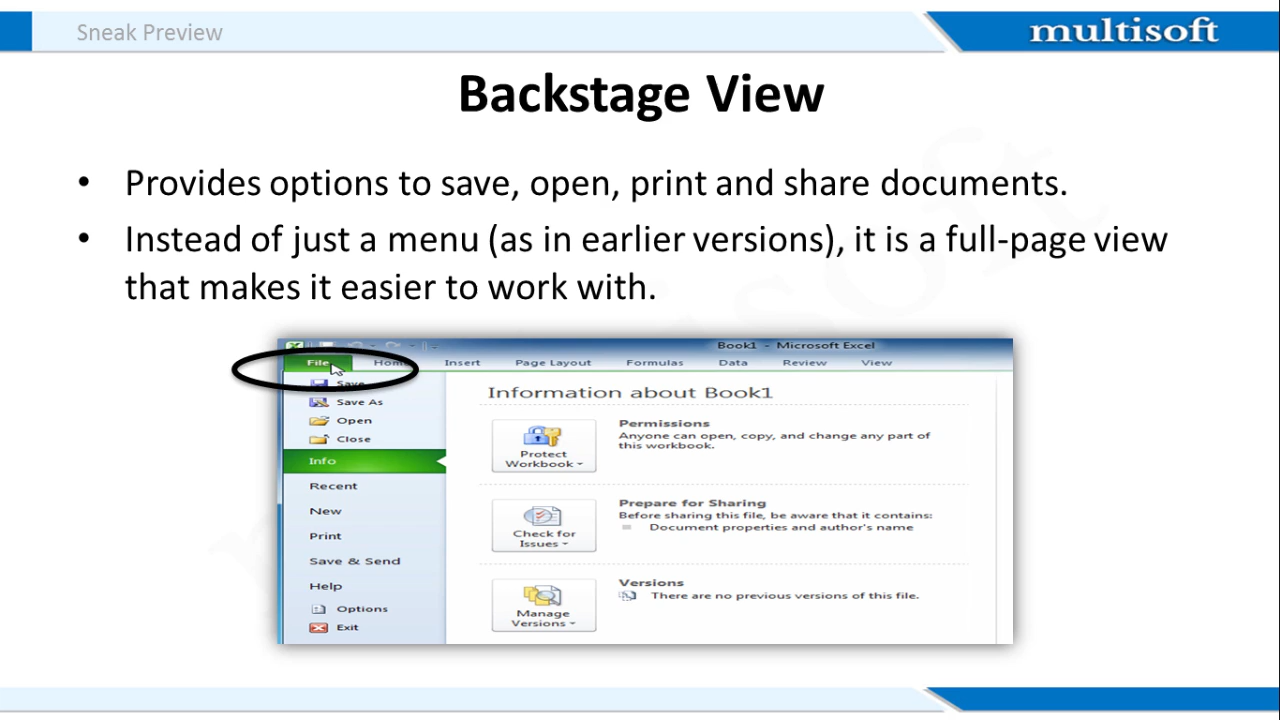 Sneak Preview
multisoft
Backstage View
• Provides options to save, open, print and share documents.
• Instead of just a menu (as in earlier versions), it is a full-page view
that makes it easier to work with.
Book1 - Microsoft Excel
File Home Insert Page Layout Formulas Data Review View
Save
Save As
Open
Close
Info
Recent
New
Print
Save & Send
Help
Options
Exit
Information about Book1
Protect
Workbook
Permissions
Anyone can open, copy, and change any part of
this workbook.
Check for
Issues
Prepare for Sharing
Before sharing this file, be aware that it contains:
Document properties and author's name
Manage
Versions
Versions
There are no previous versions of this file.